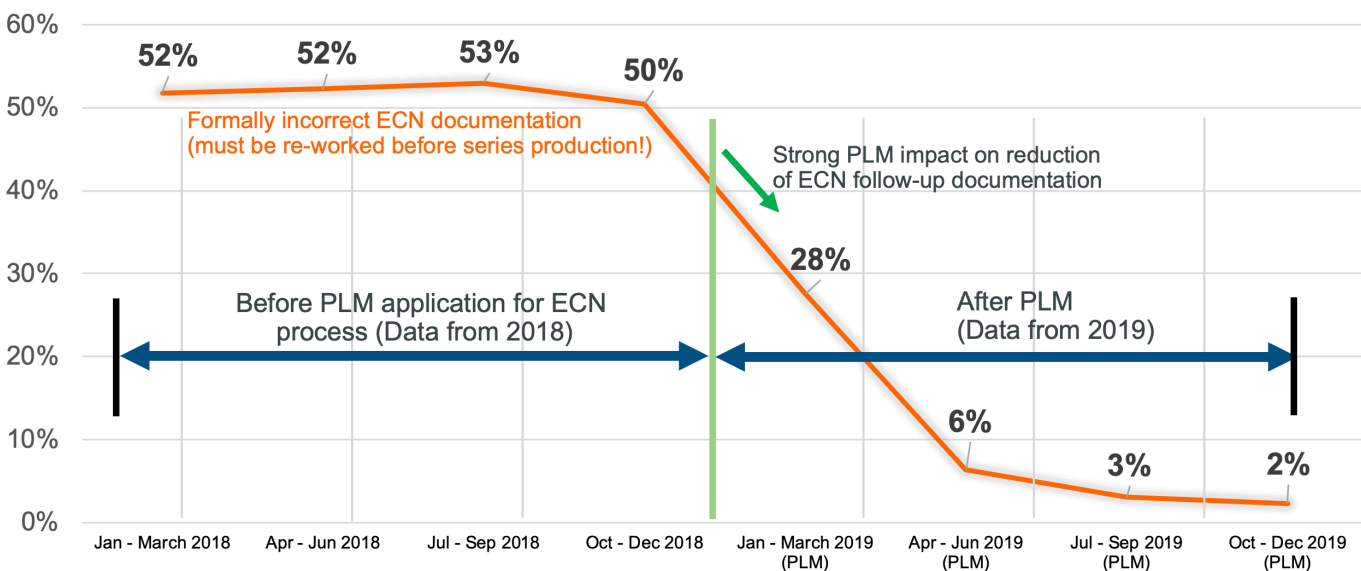 60%
52%
52%
53%
50%
50%
Formally incorrect ECN documentation
(must be re-worked before series production!)
Strong PLM impact on reduction
of ECN follow-up documentation
40%
28%
30%
Before PLM application for ECN
process (Data from 2018)
After PLM
(Data from 2019)
20%
6%
10%
3%
2%
0%
Jan - March 2018
Apr - Jun 2018
Jul - Sep 2018
Oct - Dec 2018
Jan - March 2019
(PLM)
Apr - Jun 2019
(PLM)
Jul - Sep 2019
(PLM)
Oct - Dec 2019
(PLM)